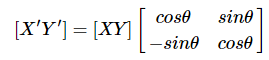 [X′Y′] = [XY] [ cosθ sinθ
−sinθ cosθ ]